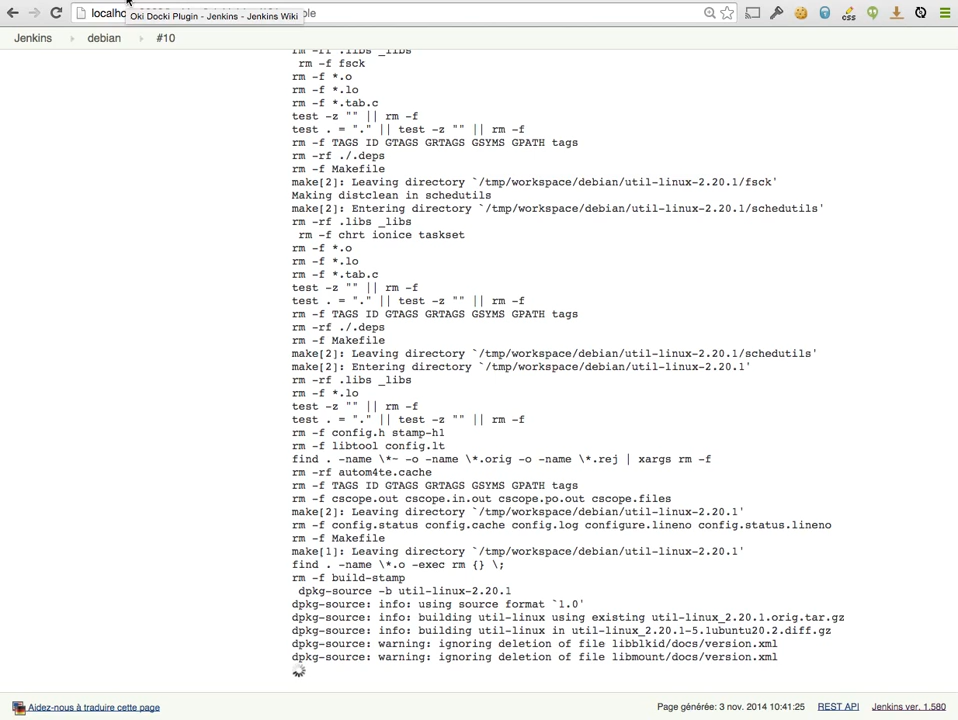 localho
ole
Oki Docki Plugin - Jenkins - Jenkins Wiki
Jenkins
debian
#10
rm -rf .libs _libs
rm -f fsck
rm -f *.o
rm -f *.lo
rm -f *.tab.c
test -z "" || rm -f
test . = "." || test -z "" || rm -f
rm -f TAGS ID GTAGS GRTAGS GSYMS GPATH tags
rm -rf ./.deps
rm -f Makefile
make[2]: Leaving directory `/tmp/workspace/debian/util-linux-2.20.1/fsck'
Making distclean in schedutils
make[2]: Entering directory `/tmp/workspace/debian/util-linux-2.20.1/schedutils'
rm -rf .libs _libs
rm -f chrt ionice taskset
rm -f *.o
rm -f *.lo
rm -f *.tab.c
test -z "" || rm -f
test . = "." || test -z "" || rm -f
rm -f TAGS ID GTAGS GRTAGS GSYMS GPATH tags
rm -rf ./.deps
rm -f Makefile
make[2]: Leaving directory `/tmp/workspace/debian/util-linux-2.20.1/schedutils'
make[2]: Entering directory `/tmp/workspace/debian/util-linux-2.20.1'
rm -rf .libs _libs
rm -f *.lo
test -z "" || rm -f
test . = "." || test -z "" || rm -f
rm -f config.h stamp-h1
rm -f libtool config.lt
find . -name \*~ -o -name \*.orig -o -name \*.rej | xargs rm -f
rm -rf autom4te.cache
rm -f TAGS ID GTAGS GRTAGS GSYMS GPATH tags
rm -f cscope.out cscope.in.out cscope.po.out cscope.files
make[2]: Leaving directory `/tmp/workspace/debian/util-linux-2.20.1'
rm -f config.status config.cache config.log configure.lineno config.status.lineno
rm -f Makefile
make[1]: Leaving directory `/tmp/workspace/debian/util-linux-2.20.1'
find . -name \*.o -exec rm {} \;
rm -f build-stamp
dpkg-source -b util-linux-2.20.1
dpkg-source: info: using source format `1.0'
dpkg-source: info: building util-linux using existing util-linux_2.20.1.orig.tar.gz
dpkg-source: info: building util-linux in util-linux_2.20.1-5.1ubuntu20.2.diff.gz
dpkg-source: warning: ignoring deletion of file libblkid/docs/version.xml
dpkg-source: warning: ignoring deletion of file libmount/docs/version.xml
Aidez-nous à traduire cette page
Page générée: 3 nov. 2014 10:41:25
REST API
Jenkins ver. 1.580